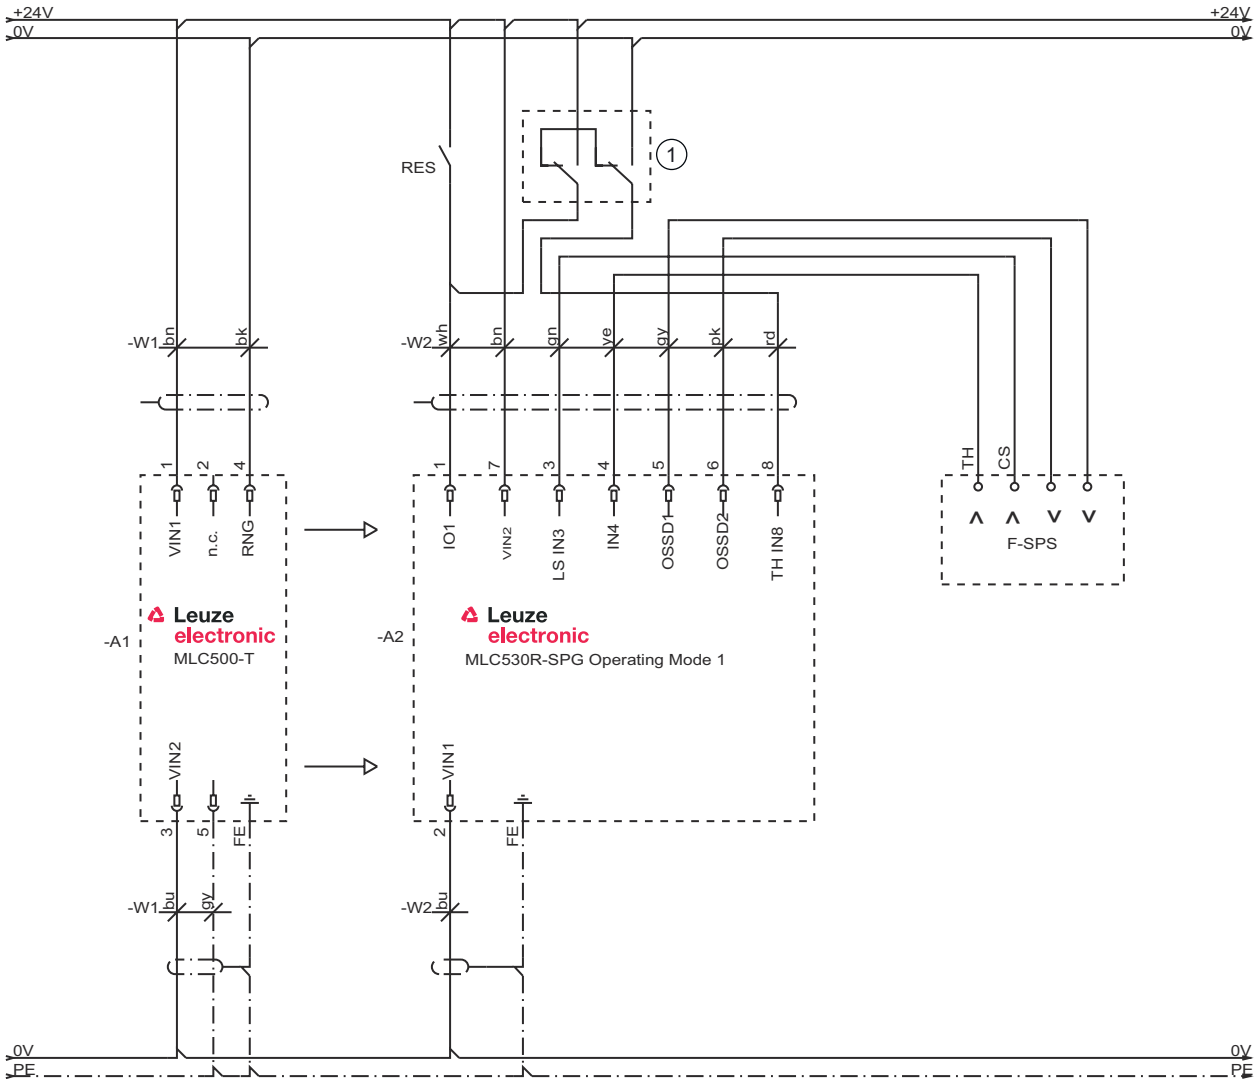 +24V +24V
0V 0V
RES 1
-W1 bn bk -W2 wh bn gn ye gy pk rd
TH CS
1 2 4 1 7 3 4 5 6 8
VIN1 n.c. RNG IO1 VIN2 LS IN3 IN4 OSSD1 OSSD2 TH IN8
F-SPS
Leuze electronic
MLC500-T
-A1
Leuze electronic
MLC530R-SPG Operating Mode 1
-A2
VIN2 VIN1
3 5 FE 2 FE
-W1 bu gy -W2 bu
0V 0V
PE PE